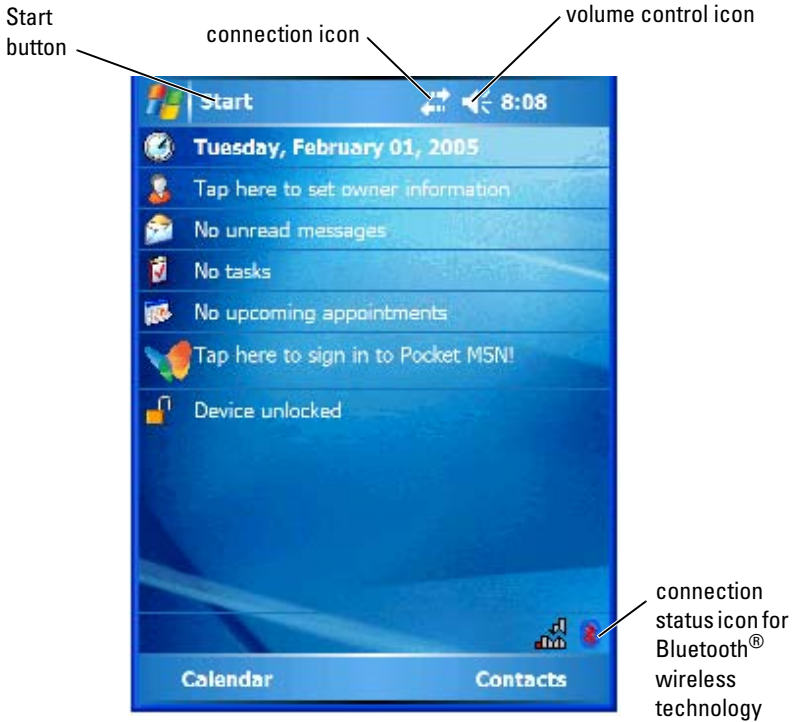 Start
button
connection icon
volume control icon
Start 8:08
Tuesday, February 01, 2005
Tap here to set owner information
No unread messages
No tasks
No upcoming appointments
Tap here to sign in to Pocket MSN!
Device unlocked
connection
status icon for
Bluetooth®
wireless
technology
Calendar Contacts